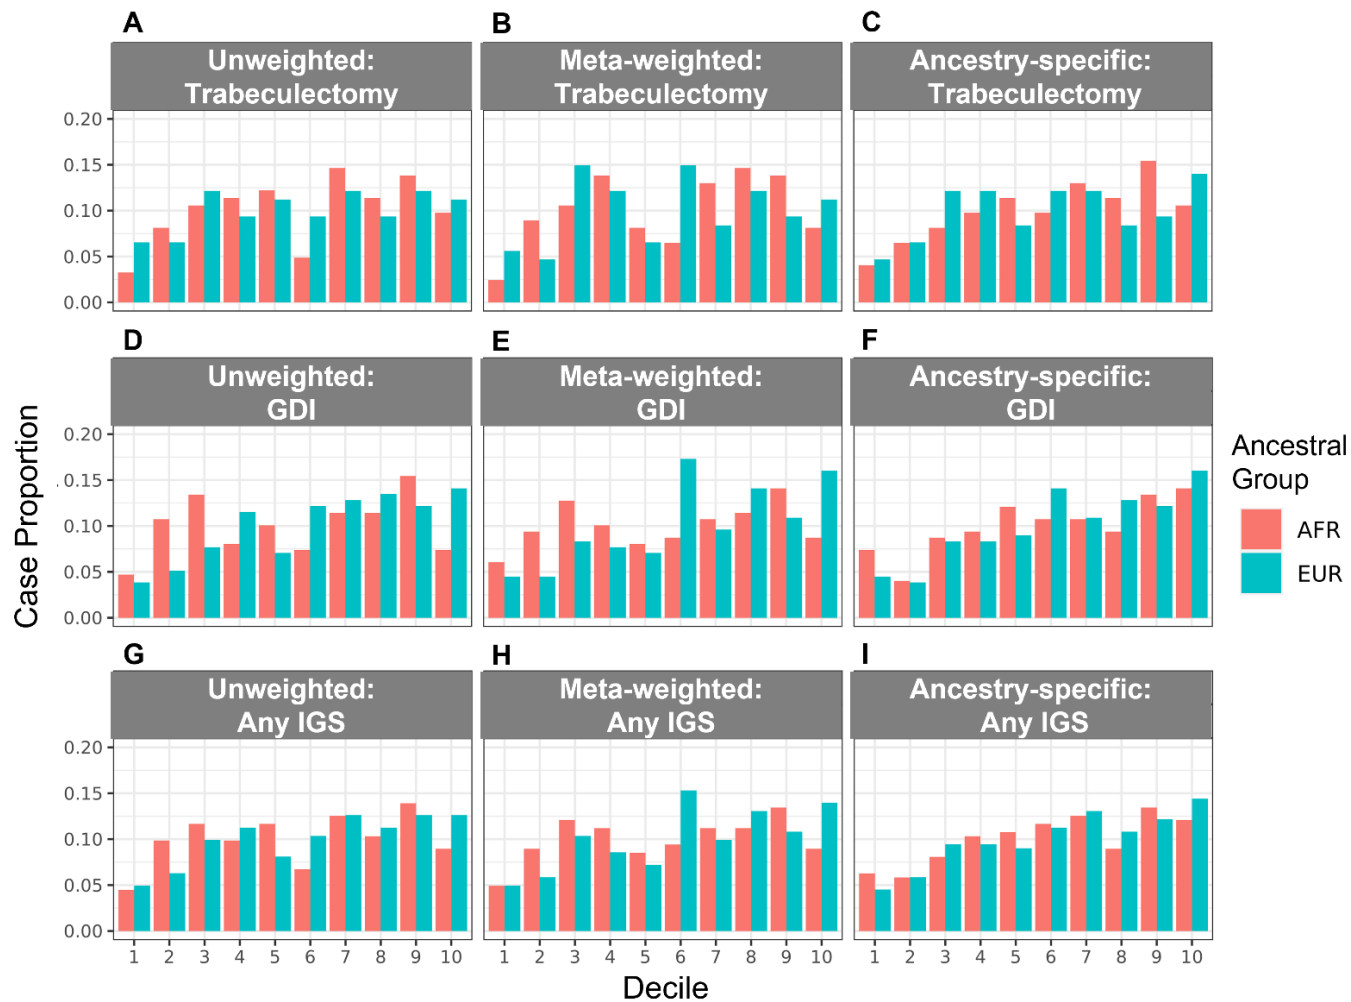 A
B
C
Unweighted:
Trabeculectomy
Meta-weighted:
Trabeculectomy
Ancestry-specific:
Trabeculectomy
0.20
0.15
0.10
0.05
0.00
D
E
F
Unweighted:
GDI
Meta-weighted:
GDI
Ancestry-specific:
GDI
0.20
.0.15
0.10
0.05
0.00
Case Proportion
Ancestral
Group
AFR
EUR
G
H
I
Unweighted:
Any IGS
Meta-weighted:
Any IGS
Ancestry-specific:
Any IGS
0.20
0.15
0.10
0.05
0.00
1 2 3 4 5 6 7 8 9 10
1 2 3 4 5 6 7 8 9 10
1 2 3 4 5 6 7 8 9 10
Decile